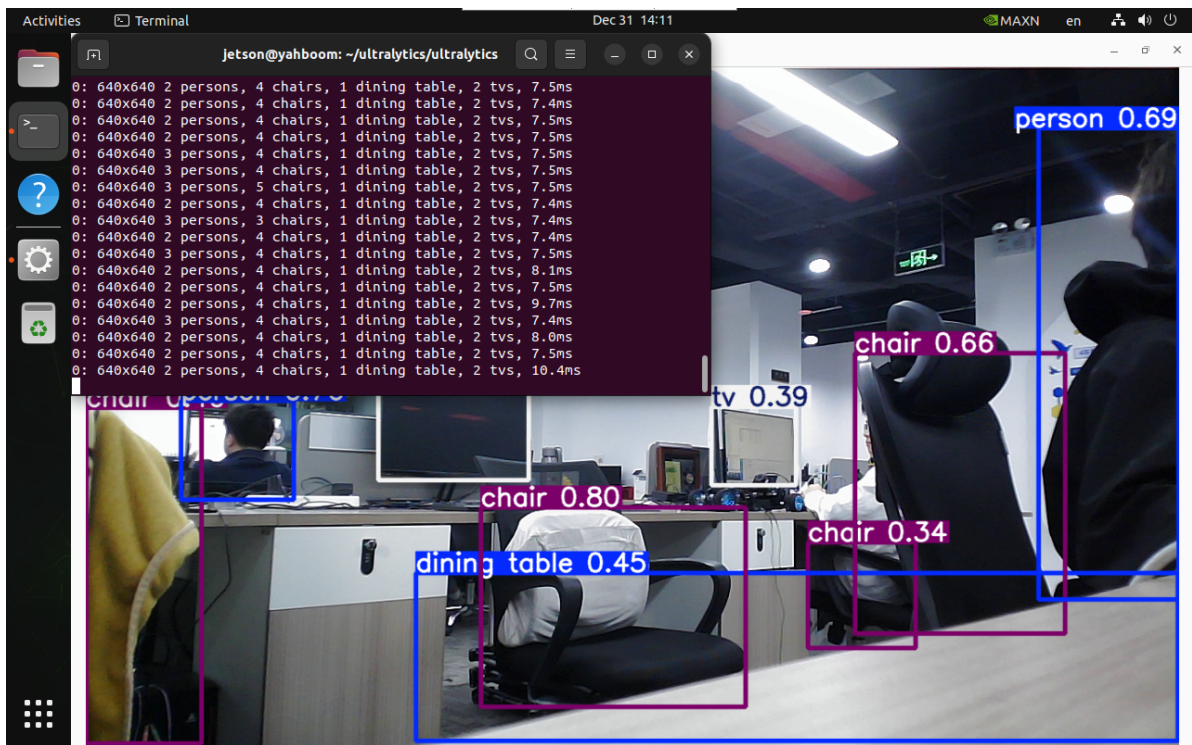 Activities Terminal Dec 31 14:11 MAXN en
jetson@yahboom: ~/ultralytics/ultralytics
0: 640x640 2 persons, 4 chairs, 1 dining table, 2 tvs, 7.5ms
0: 640x640 2 persons, 4 chairs, 1 dining table, 2 tvs, 7.4ms
0: 640x640 2 persons, 4 chairs, 1 dining table, 2 tvs, 7.5ms
0: 640x640 2 persons, 4 chairs, 1 dining table, 2 tvs, 7.5ms
0: 640x640 3 persons, 4 chairs, 1 dining table, 2 tvs, 7.5ms
0: 640x640 3 persons, 4 chairs, 1 dining table, 2 tvs, 7.5ms
0: 640x640 3 persons, 5 chairs, 1 dining table, 2 tvs, 7.5ms
0: 640x640 2 persons, 4 chairs, 1 dining table, 2 tvs, 7.4ms
0: 640x640 3 persons, 3 chairs, 1 dining table, 2 tvs, 7.4ms
0: 640x640 2 persons, 4 chairs, 1 dining table, 2 tvs, 7.4ms
0: 640x640 3 persons, 4 chairs, 1 dining table, 2 tvs, 7.5ms
0: 640x640 2 persons, 4 chairs, 1 dining table, 2 tvs, 8.1ms
0: 640x640 2 persons, 4 chairs, 1 dining table, 2 tvs, 7.5ms
0: 640x640 2 persons, 4 chairs, 1 dining table, 2 tvs, 9.7ms
0: 640x640 3 persons, 4 chairs, 1 dining table, 2 tvs, 7.4ms
0: 640x640 2 persons, 4 chairs, 1 dining table, 2 tvs, 8.0ms
0: 640x640 2 persons, 4 chairs, 1 dining table, 2 tvs, 7.5ms
0: 640x640 2 persons, 4 chairs, 1 dining table, 2 tvs, 10.4ms
person 0.69
chair 0.66
chair
person
tv 0.39
chair 0.80
chair 0.34
dining table 0.45